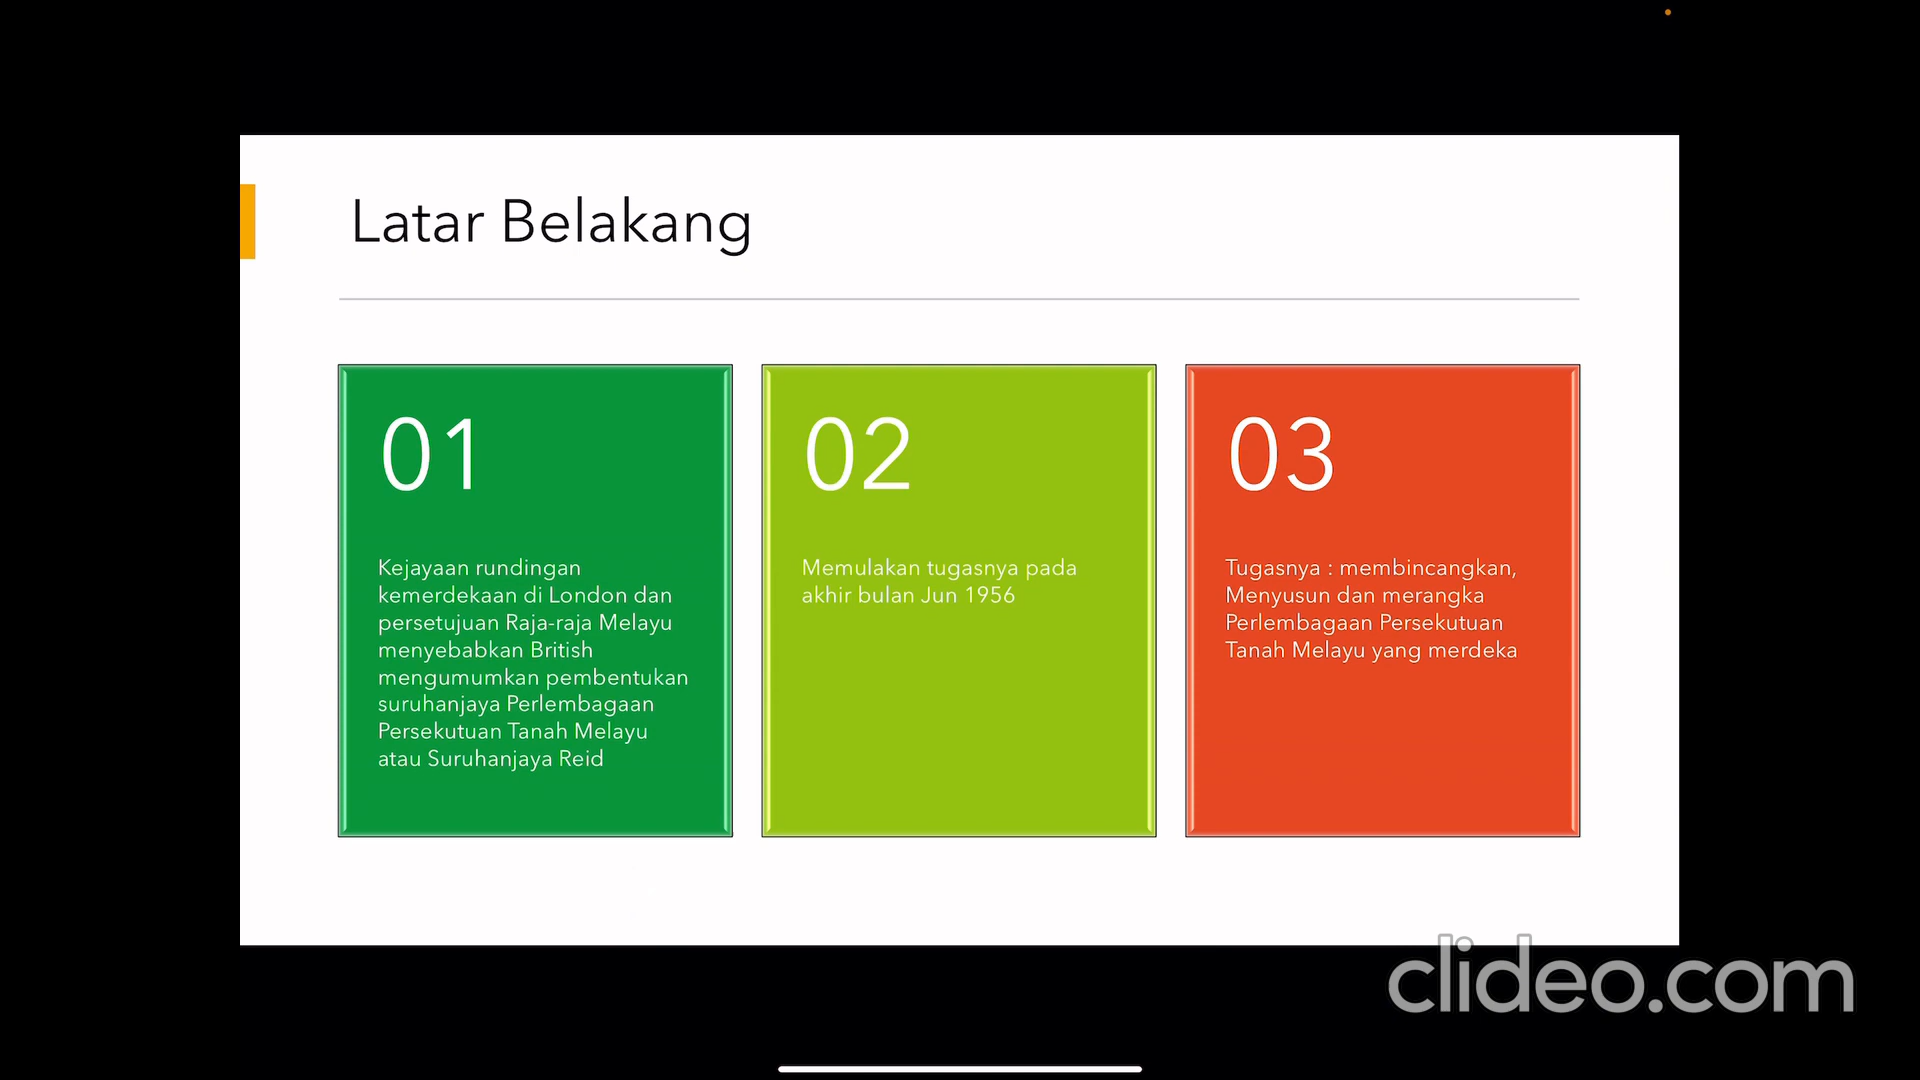 Latar Belakang
01
Kejayaan rundingan
kemerdekaan di London dan
persetujuan Raja-raja Melayu
menyebabkan British
mengumumkan pembentukan
suruhanjaya Perlembagaan
Persekutuan Tanah Melayu
atau Suruhanjaya Reid
02
Memulakan tugasnya pada
akhir bulan Jun 1956
03
Tugasnya : membincangkan,
Menyusun dan merangka
Perlembagaan Persekutuan
Tanah Melayu yang merdeka
clideo.com